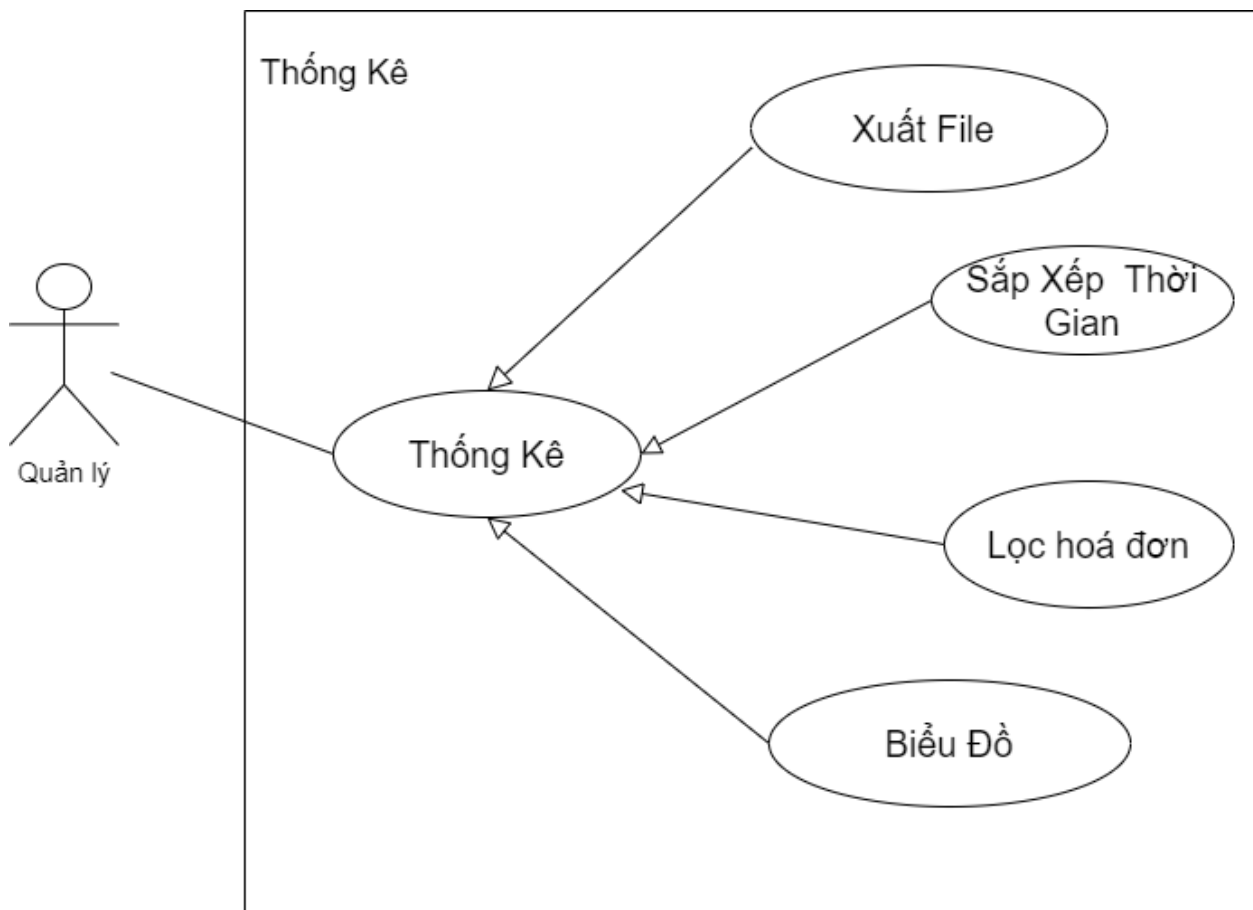 Thống Kê
Xuất File
Sắp Xếp Thời
Gian
Quản lý
Thống Kê
Lọc hoá đơn
Biểu Đồ